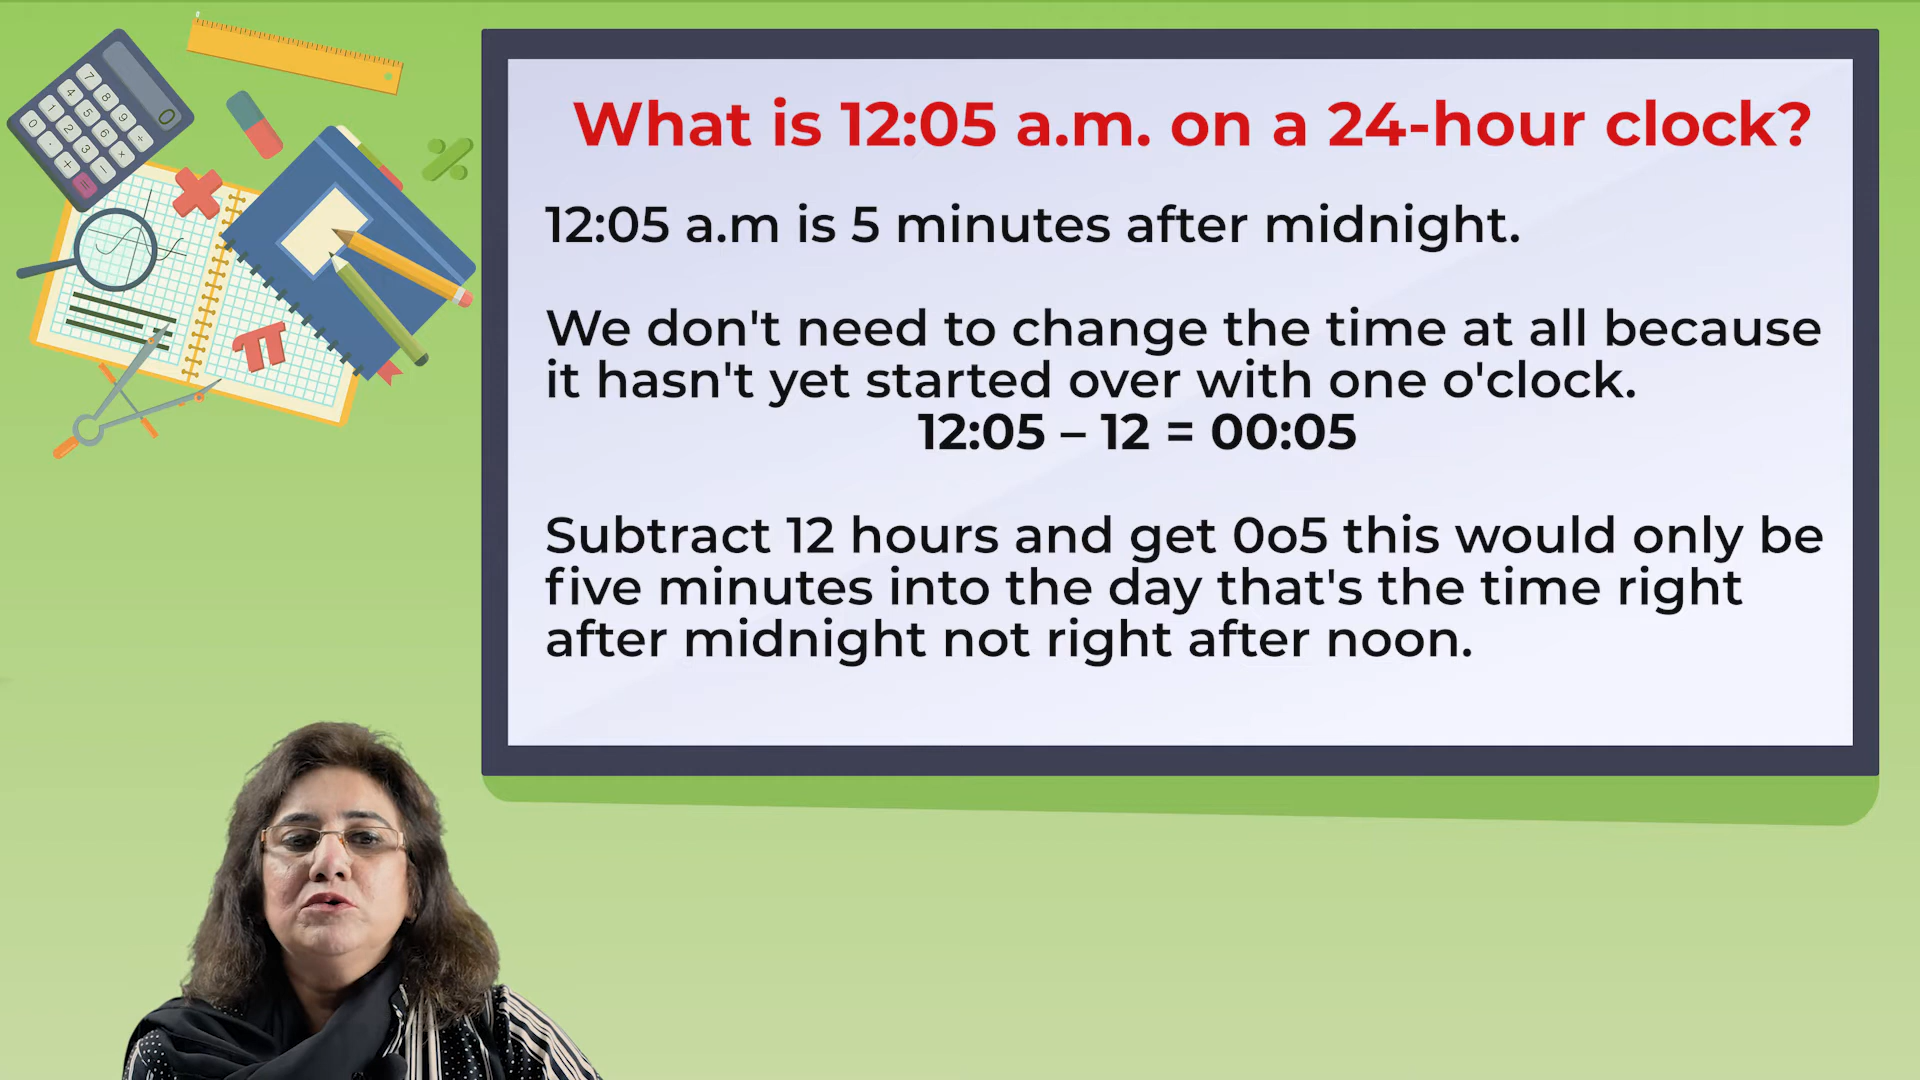 What is 12:05 a.m. on a 24-hour clock?
12:05 a.m is 5 minutes after midnight.
We don't need to change the time at all because
it hasn't yet started over with one o'clock.
12:05 – 12 = 00:05
Subtract 12 hours and get 0o5 this would only be
five minutes into the day that's the time right
after midnight not right after noon.